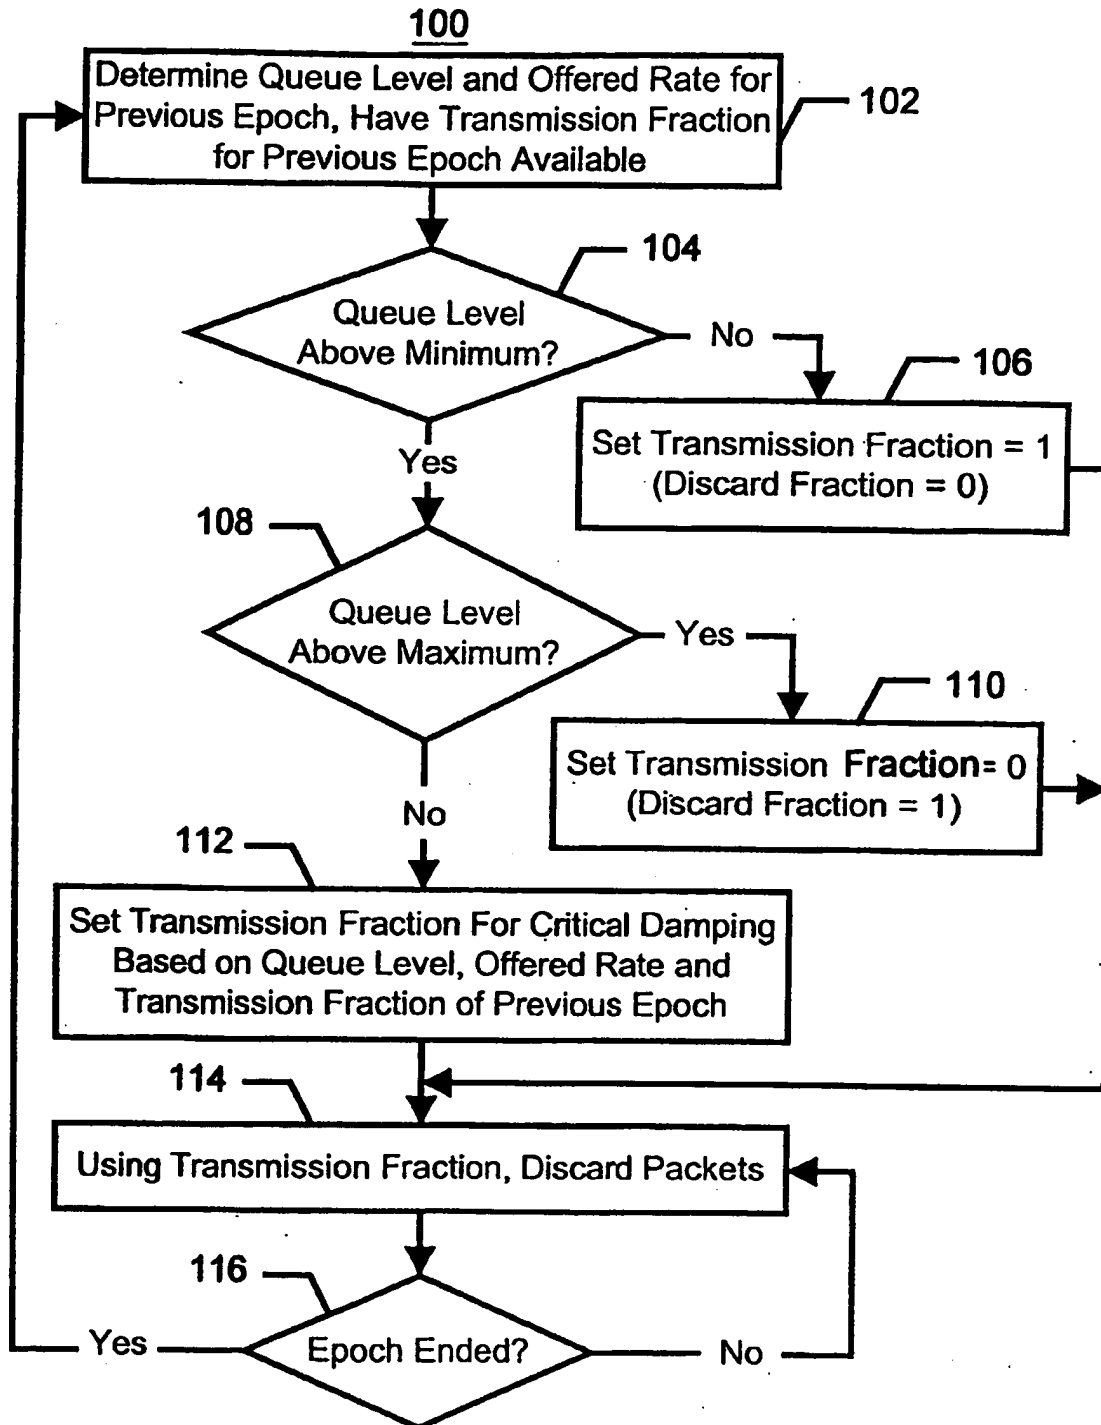 100
Determine Queue Level and Offered Rate for
Previous Epoch, Have Transmission Fraction
for Previous Epoch Available
102
104
Queue Level
Above Minimum?
No
106
Set Transmission Fraction = 1
(Discard Fraction = 0)
Yes
108
Queue Level
Above Maximum?
Yes
110
Set Transmission Fraction= 0
(Discard Fraction = 1)
No
112
Set Transmission Fraction For Critical Damping
Based on Queue Level, Offered Rate and
Transmission Fraction of Previous Epoch
114
Using Transmission Fraction, Discard Packets
116
Epoch Ended?
Yes
No